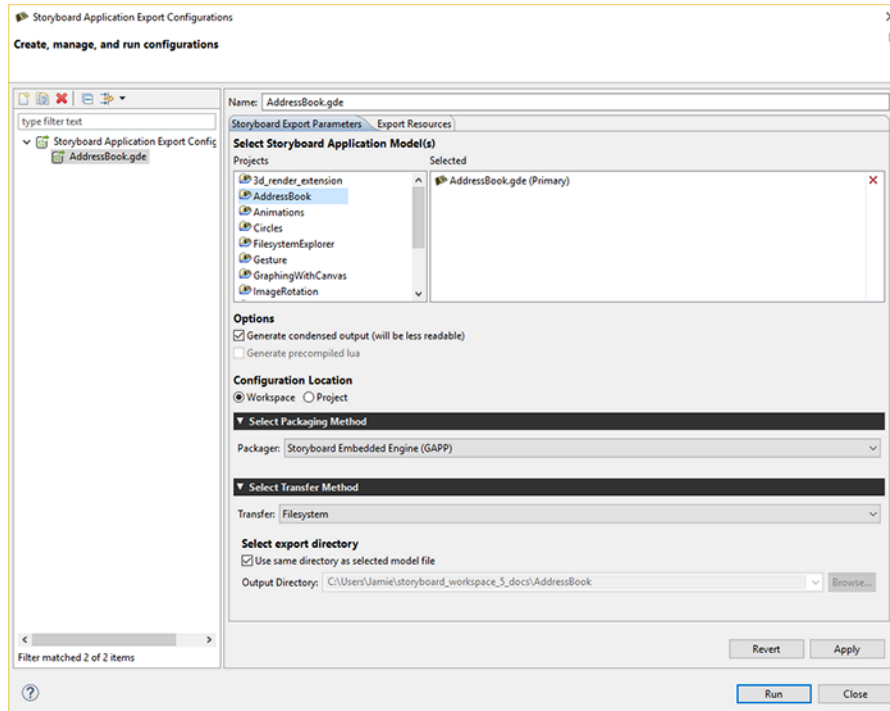 Storyboard Application Export Configurations
Create, manage, and run configurations
type filter text
Storyboard Application Export Config
AddressBook.gde
Filter matched 2 of 2 items
Name: AddressBook.gde
Storyboard Export Parameters Export Resources
Select Storyboard Application Model(s)
Projects Selected
3d_render_extension
AddressBook
Animations
Circles
FilesystemExplorer
Gesture
GraphingWithCanvas
ImageRotation
AddressBook.gde (Primary)
Options
Generate condensed output (will be less readable)
Generate precompiled lua
Configuration Location
Workspace Project
Select Packaging Method
Packager: Storyboard Embedded Engine (GAPP)
Select Transfer Method
Transfer: Filesystem
Select export directory
Use same directory as selected model file
Output Directory: C:\Users\Jamie\storyboard_workspace_5_docs\AddressBook Browse...
Revert Apply
Run Close